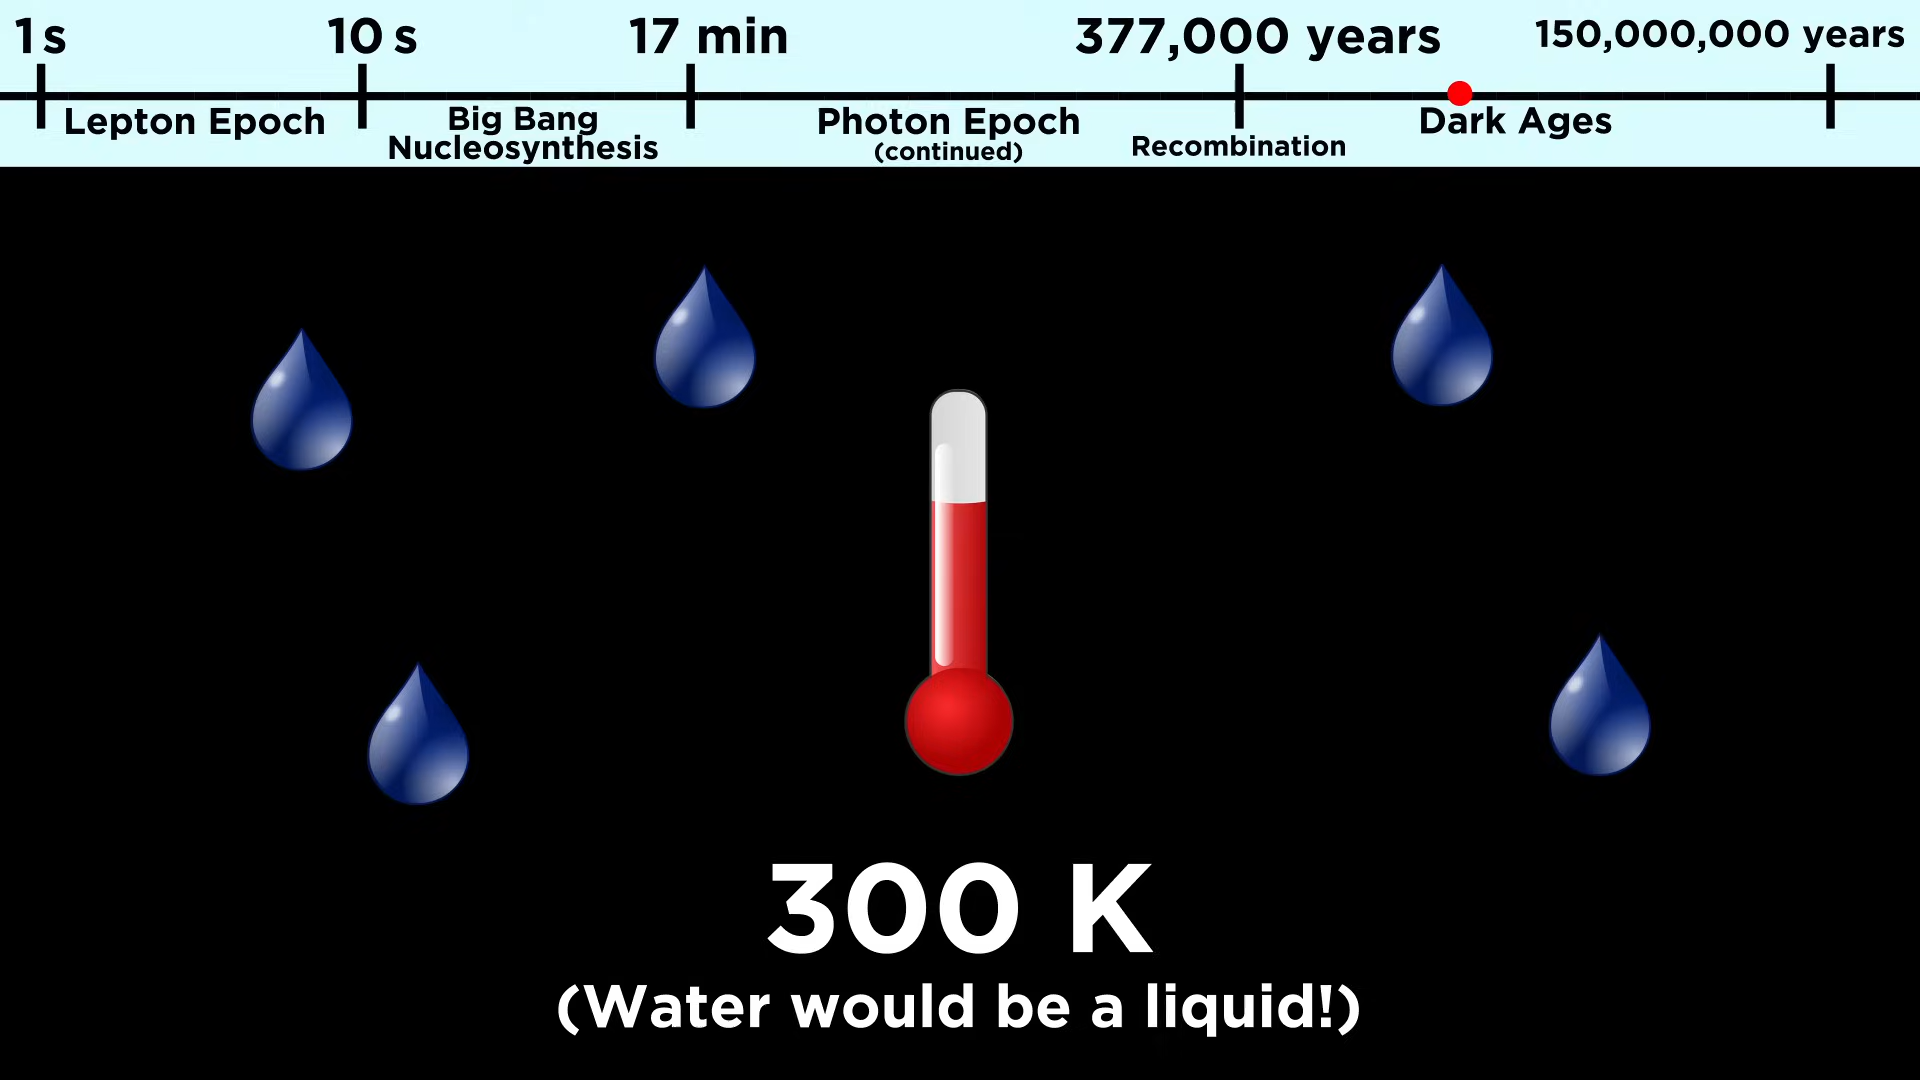 1s
10 s
17 min
377,000 years
150,000,000 years
Lepton Epoch
Big Bang
Nucleosynthesis
Photon Epoch
(continued)
Recombination
Dark Ages
300 K
(Water would be a liquid!)